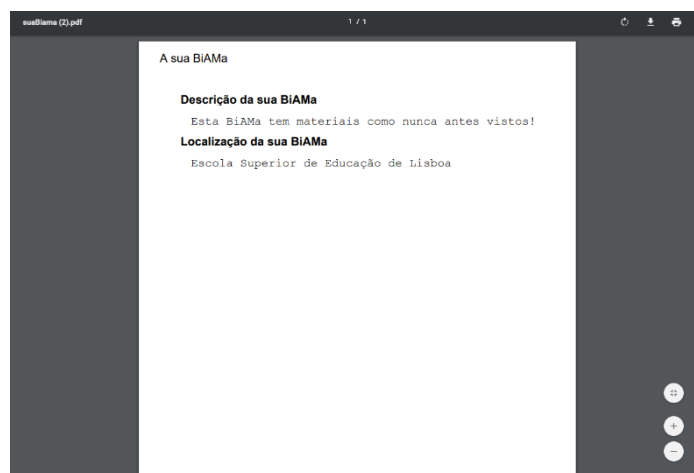 suaBiama (2).pdf
1 / 1
A sua BiAMa
Descrição da sua BiAMa
Esta BiAMa tem materiais como nunca antes vistos!
Localização da sua BiAMa
Escola Superior de Educação de Lisboa